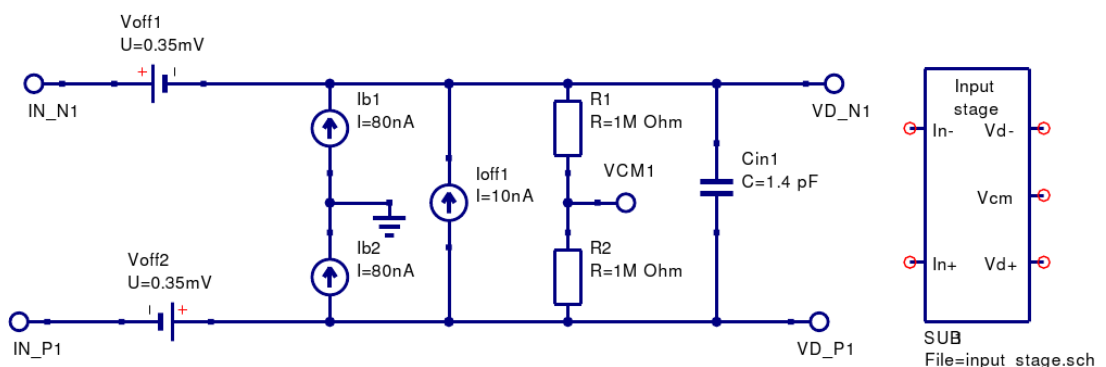 Voff1
U=0.35mV
+
IN_N1
Ib1
I=80nA
Ioff1
I=10nA
R1
R=1M Ohm
VCM1
Cin1
C=1.4 pF
VD_N1
Ib2
I=80nA
R2
R=1M Ohm
Voff2
U=0.35mV
+
IN_P1
VD_P1
Input
stage
In-
Vd-
Vcm
In+
Vd+
File=input_stage.sch